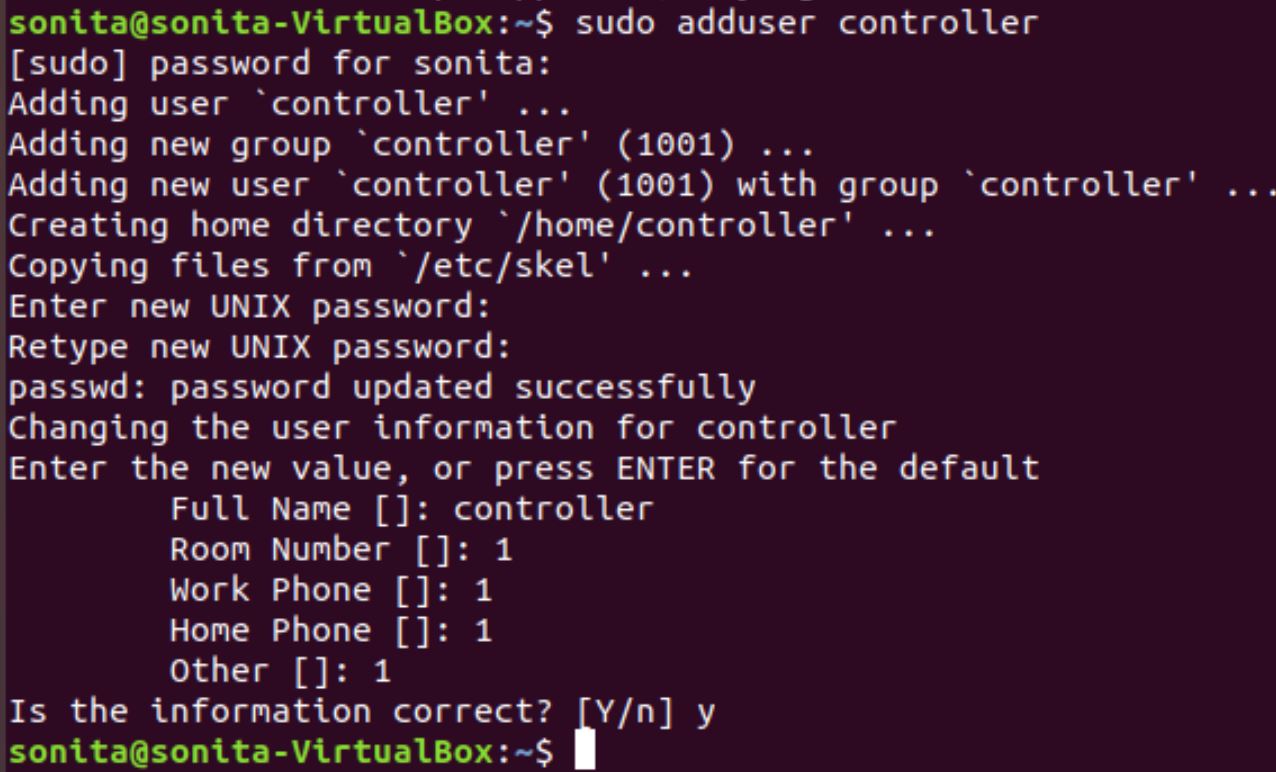 sonita@sonita-VirtualBox:~$ sudo adduser controller
[sudo] password for sonita:
Adding user `controller' ...
Adding new group `controller' (1001) ...
Adding new user `controller' (1001) with group `controller' ...
Creating home directory `/home/controller' ...
Copying files from `/etc/skel' ...
Enter new UNIX password:
Retype new UNIX password:
passwd: password updated successfully
Changing the user information for controller
Enter the new value, or press ENTER for the default
        Full Name []: controller
        Room Number []: 1
        Work Phone []: 1
        Home Phone []: 1
        Other []: 1
Is the information correct? [Y/n] y
sonita@sonita-VirtualBox:~$